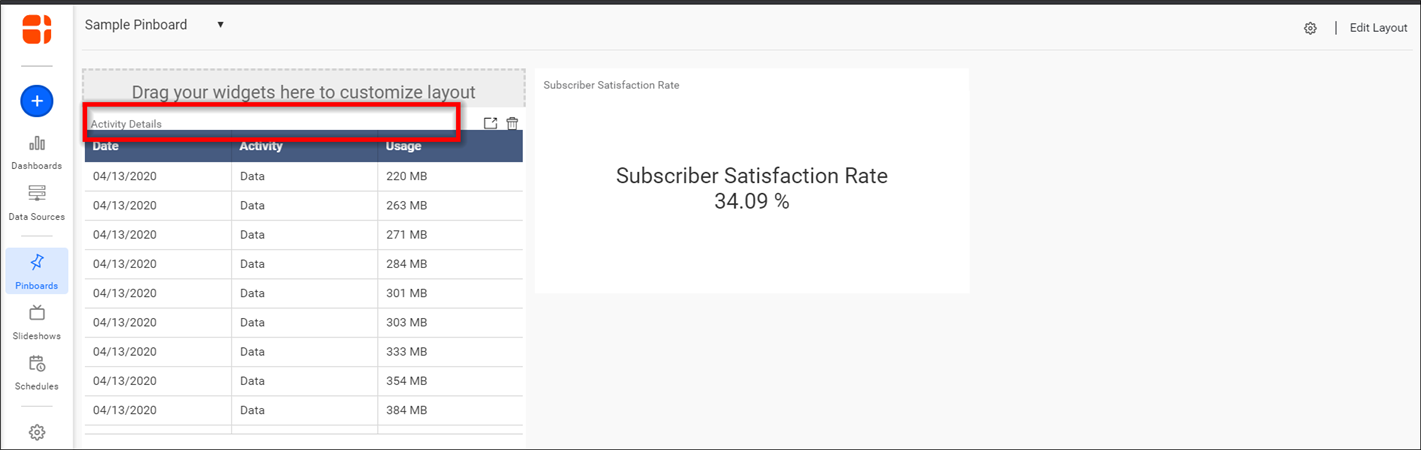 Sample Pinboard ▼
Edit Layout
Dashboards
Data Sources
Pinboards
Slideshows
Schedules
Drag your widgets here to customize layout
Activity Details
Date Activity Usage
04/13/2020 Data 220 MB
04/13/2020 Data 263 MB
04/13/2020 Data 271 MB
04/13/2020 Data 284 MB
04/13/2020 Data 301 MB
04/13/2020 Data 303 MB
04/13/2020 Data 333 MB
04/13/2020 Data 354 MB
04/13/2020 Data 384 MB
Subscriber Satisfaction Rate
Subscriber Satisfaction Rate
34.09 %